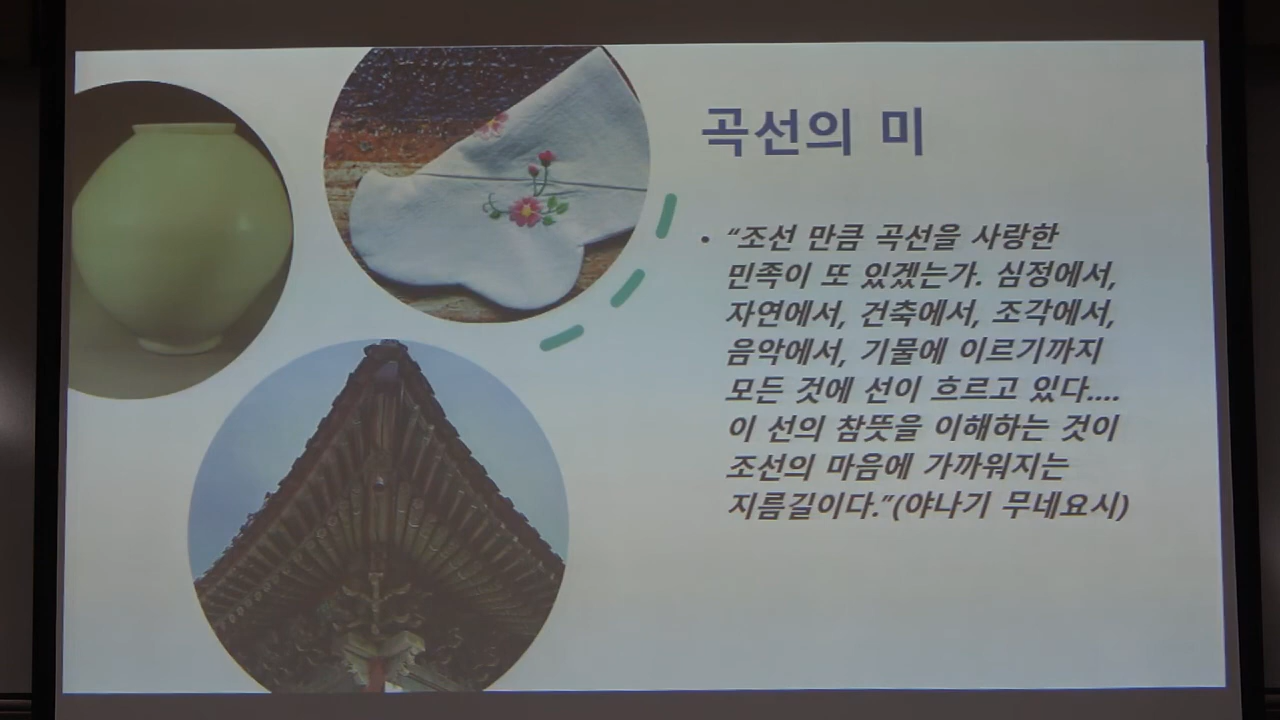 곡선의 미
• “조선 만큼 곡선을 사랑한
민족이 또 있겠는가. 심정에서,
자연에서, 건축에서, 조각에서,
음악에서, 기물에 이르기까지
모든 것에 선이 흐르고 있다....
이 선의 참뜻을 이해하는 것이
조선의 마음에 가까워지는
지름길이다.”(야나기 무네요시)